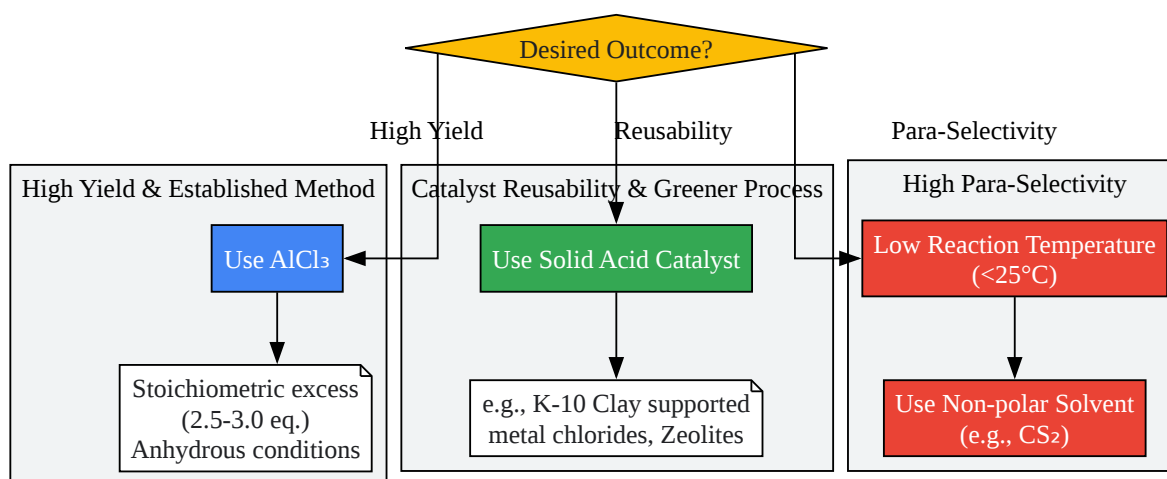 Desired Outcome?
High Yield
Reusability
Para-Selectivity
High Yield & Established Method
Use AlCl₃
Stoichiometric excess
(2.5-3.0 eq.)
Anhydrous conditions
Catalyst Reusability & Greener Process
Use Solid Acid Catalyst
e.g., K-10 Clay supported
metal chlorides, Zeolites
High Para-Selectivity
Low Reaction Temperature
(<25°C)
Use Non-polar Solvent
(e.g., CS₂)